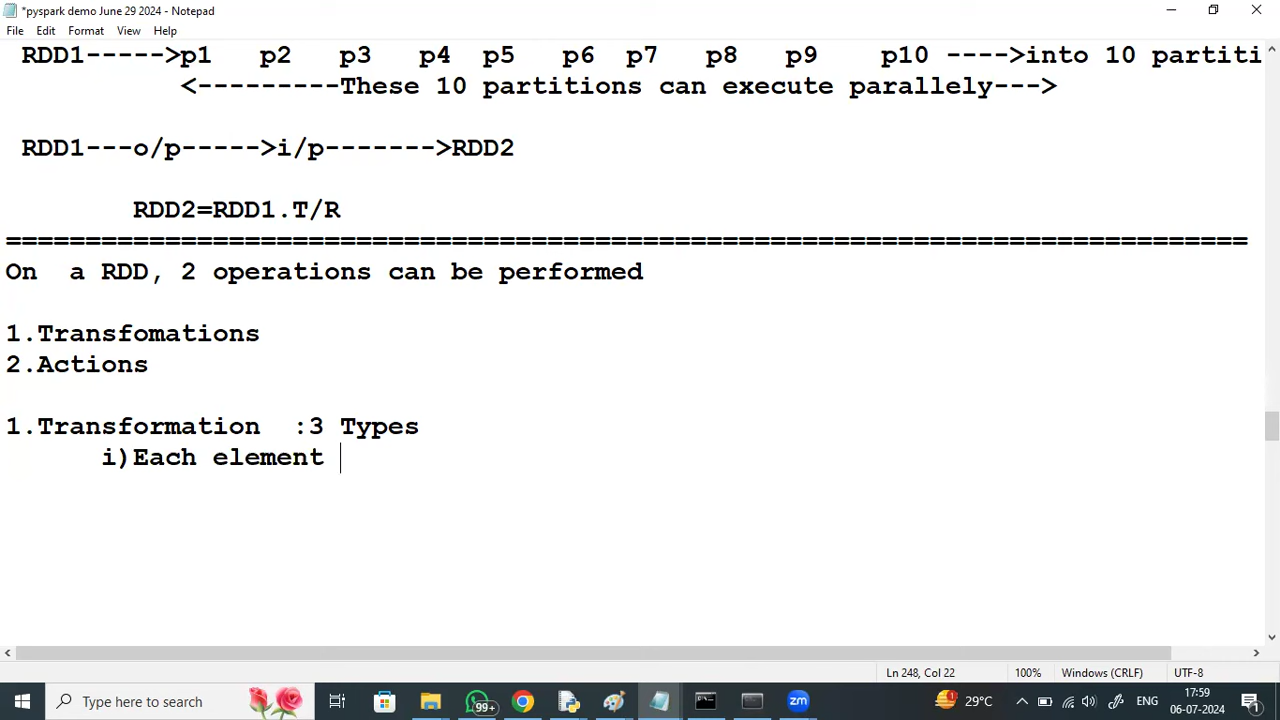 *pyspark demo June 29 2024 - Notepad
File Edit Format View Help
RDD1----->p1 p2 p3 p4 p5 p6 p7 p8 p9 p10 ---->into 10 partiti
<---------These 10 partitions can execute parallely--->
RDD1---o/p----->i/p------->RDD2
RDD2=RDD1.T/R
===============================================================================
On a RDD, 2 operations can be performed
1.Transfomations
2.Actions
1.Transformation :3 Types
i)Each element
Ln 248, Col 22 100% Windows (CRLF) UTF-8
Type here to search 99+ zm 29°C ENG 17:59
06-07-2024 1